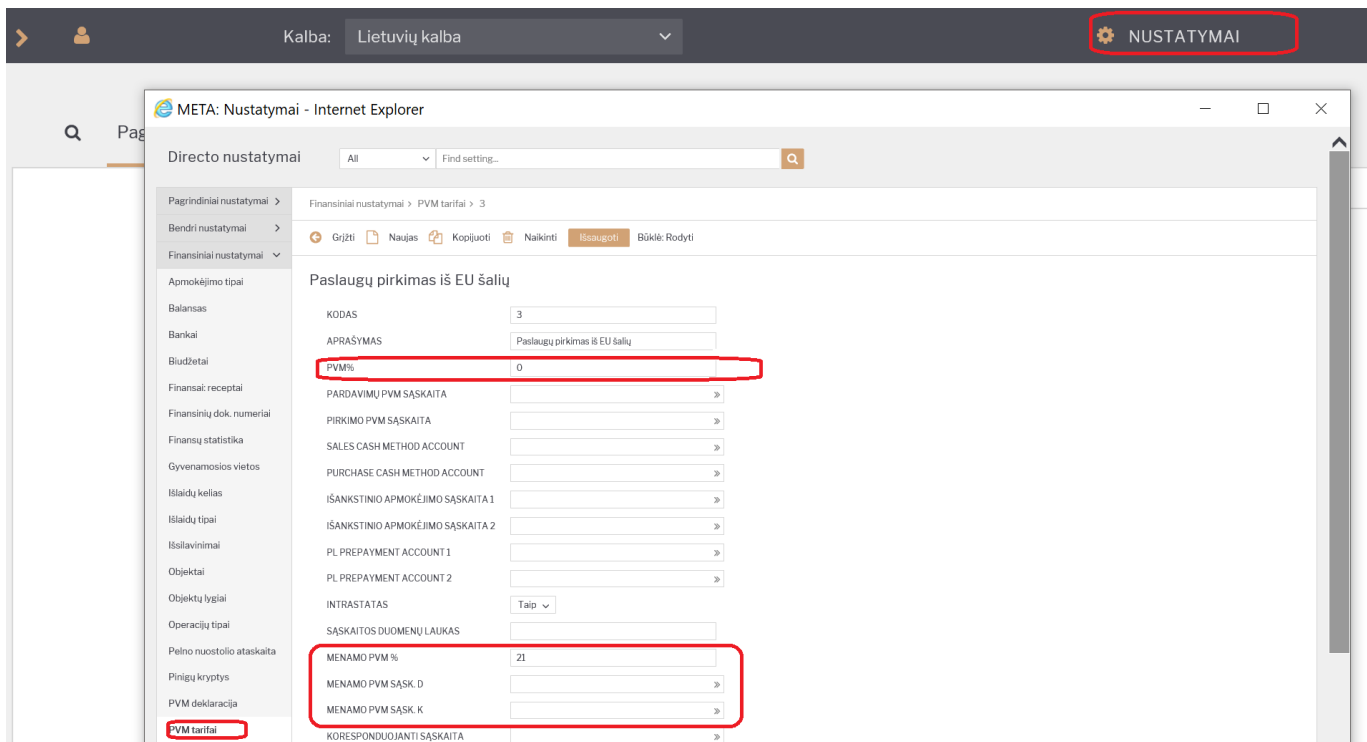 Kalba: Lietuvių kalba NUSTATYMAI
META: Nustatymai - Internet Explorer
Directo nustatymai All Find setting...
Pagrindiniai nustatymai
Bendri nustatymai
Finansiniai nustatymai
Apmokėjimo tipai
Balansas
Bankai
Biudžetai
Finansai: receptai
Finansinių dok. numeriai
Finansų statistika
Gyvenamosios vietos
Išlaidų kelias
Išlaidų tipai
Išsilavinimai
Objektai
Objektų lygiai
Operacijų tipai
Pelno nuostolio ataskaita
Pinigų kryptys
PVM deklaracija
PVM tarifai
Finansiniai nustatymai > PVM tarifai > 3
Grįžti Naujas Kopijuoti Naikinti Išsaugoti Būklė: Rodyti
Paslaugų pirkimas iš EU šalių
KODAS 3
APRAŠYMAS Paslaugų pirkimas iš EU šalių
PVM% 0
PARDAVIMŲ PVM SĄSKAITA
PIRKIMO PVM SĄSKAITA
SALES CASH METHOD ACCOUNT
PURCHASE CASH METHOD ACCOUNT
IŠANKSTINIO APMOKĖJIMO SĄSKAITA 1
IŠANKSTINIO APMOKĖJIMO SĄSKAITA 2
PL PREPAYMENT ACCOUNT 1
PL PREPAYMENT ACCOUNT 2
INTRASTATAS Taip
SĄSKAITOS DUOMENŲ LAUKAS
MENAMO PVM % 21
MENAMO PVM SĄSK. D
MENAMO PVM SĄSK. K
KORESPONDUOJANTI SĄSKAITA